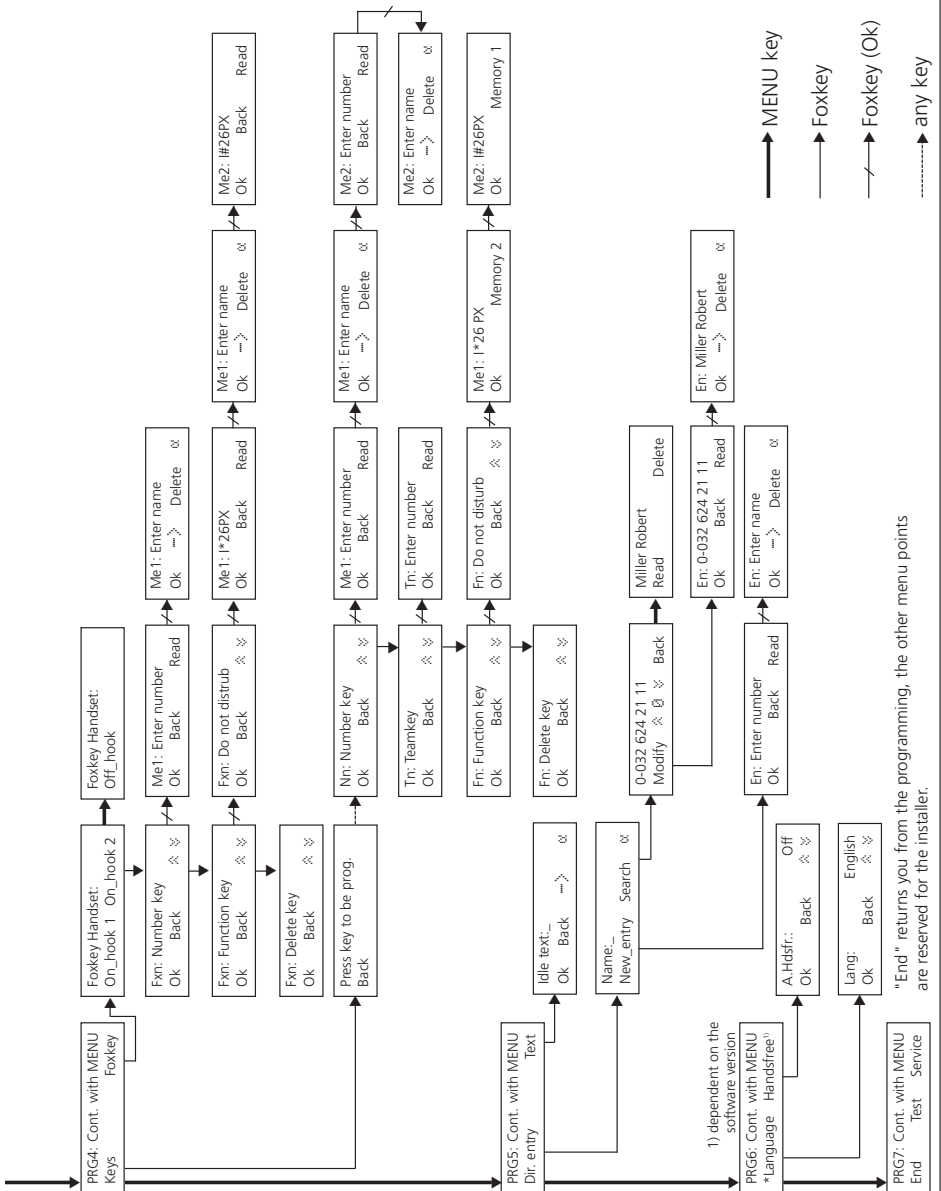 PRG4: Cont. with MENU
Keys Foxkey
Foxkey Handset:
On_hook 1 On_hook 2
Foxkey Handset:
Off_hook
Fxn: Number key
Ok Back
Me1: Enter number
Ok Back Read
Me1: Enter name
Ok ---> Delete α
Fxn: Function key
Ok Back
Fxn: Do not distrub
Ok Back
Me1: I*26PX
Ok Back Read
Me1: Enter name
Ok ---> Delete α
Me2: I#26PX
Ok Back Read
Fxn: Delete key
Ok Back
Press key to be prog.
Back
Nn: Number key
Ok Back
Me1: Enter number
Ok Back Read
Me1: Enter name
Ok ---> Delete α
Me2: Enter number
Ok Back Read
Me2: Enter name
Ok ---> Delete α
Tn: Teamkey
Ok Back
Tn: Enter number
Ok Back Read
Fn: Function key
Ok Back
Fn: Do not disturb
Ok Back
Me1: I*26 PX
Ok Memory 2
Me2: I#26PX
Ok Memory 1
Fn: Delete key
Ok Back
PRG5: Cont. with MENU
Dir. entry Text
Idle text:_
Ok Back ---> α
Name:_
New_entry Search α
0-032 624 21 11
Modify Back
Miller Robert
Read Delete
En: 0-032 624 21 11
Ok Back Read
En: Miller Robert
Ok ---> Delete α
En: Enter number
Ok Back Read
En: Enter name
Ok ---> Delete α
1) dependent on the
software version
PRG6: Cont. with MENU
*Language Handsfree1)
A.Hdsfr.: Off
Ok Back
Lang: English
Ok Back
PRG7: Cont. with MENU
End Test Service
"End" returns you from the programming, the other menu points
are reserved for the installer.
MENU key
Foxkey
Foxkey (Ok)
any key